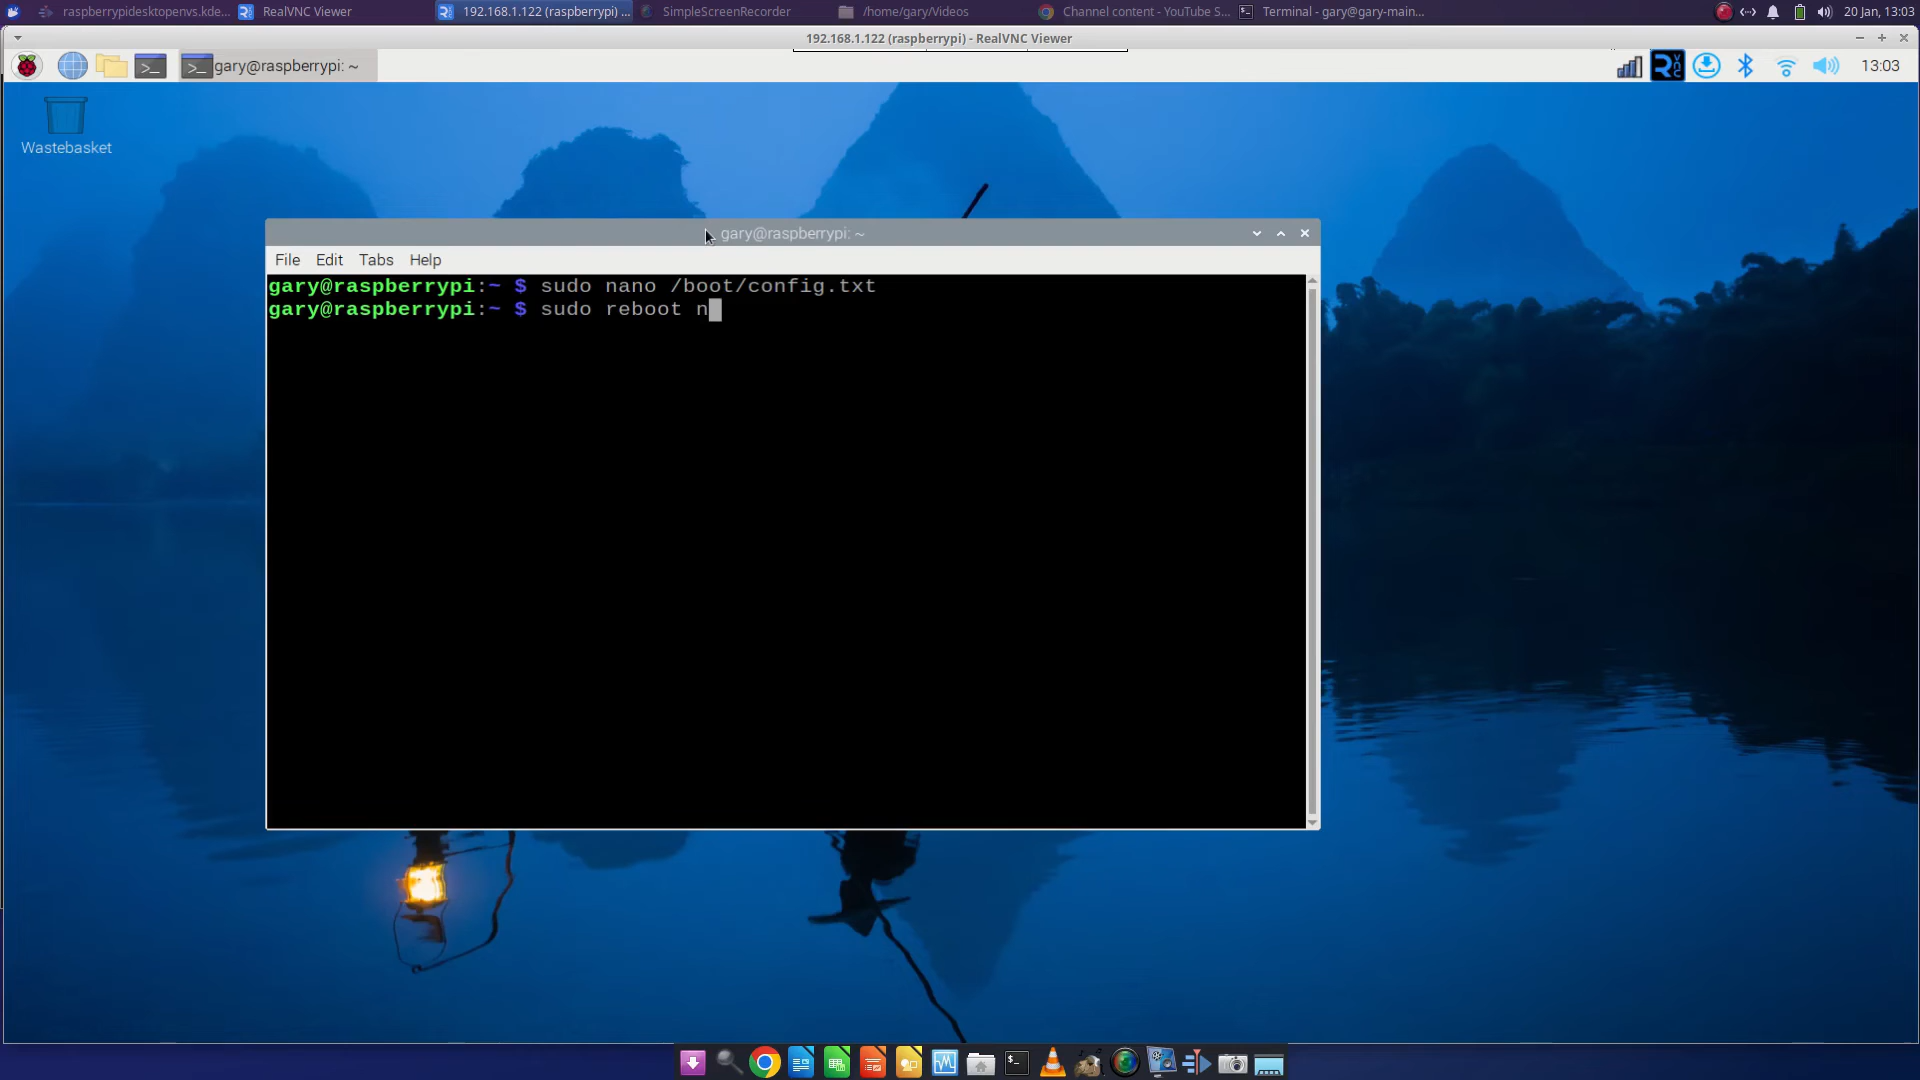 raspberrypidesktopenvs.kde...
RealVNC Viewer
192.168.1.122 (raspberrypi) ...
SimpleScreenRecorder
/home/gary/Videos
Channel content - YouTube S...
Terminal - gary@gary-main...
20 Jan, 13:03
192.168.1.122 (raspberrypi) - RealVNC Viewer
gary@raspberrypi: ~
13:03
Wastebasket
gary@raspberrypi: ~
File Edit Tabs Help
gary@raspberrypi:~ $ sudo nano /boot/config.txt
gary@raspberrypi:~ $ sudo reboot n